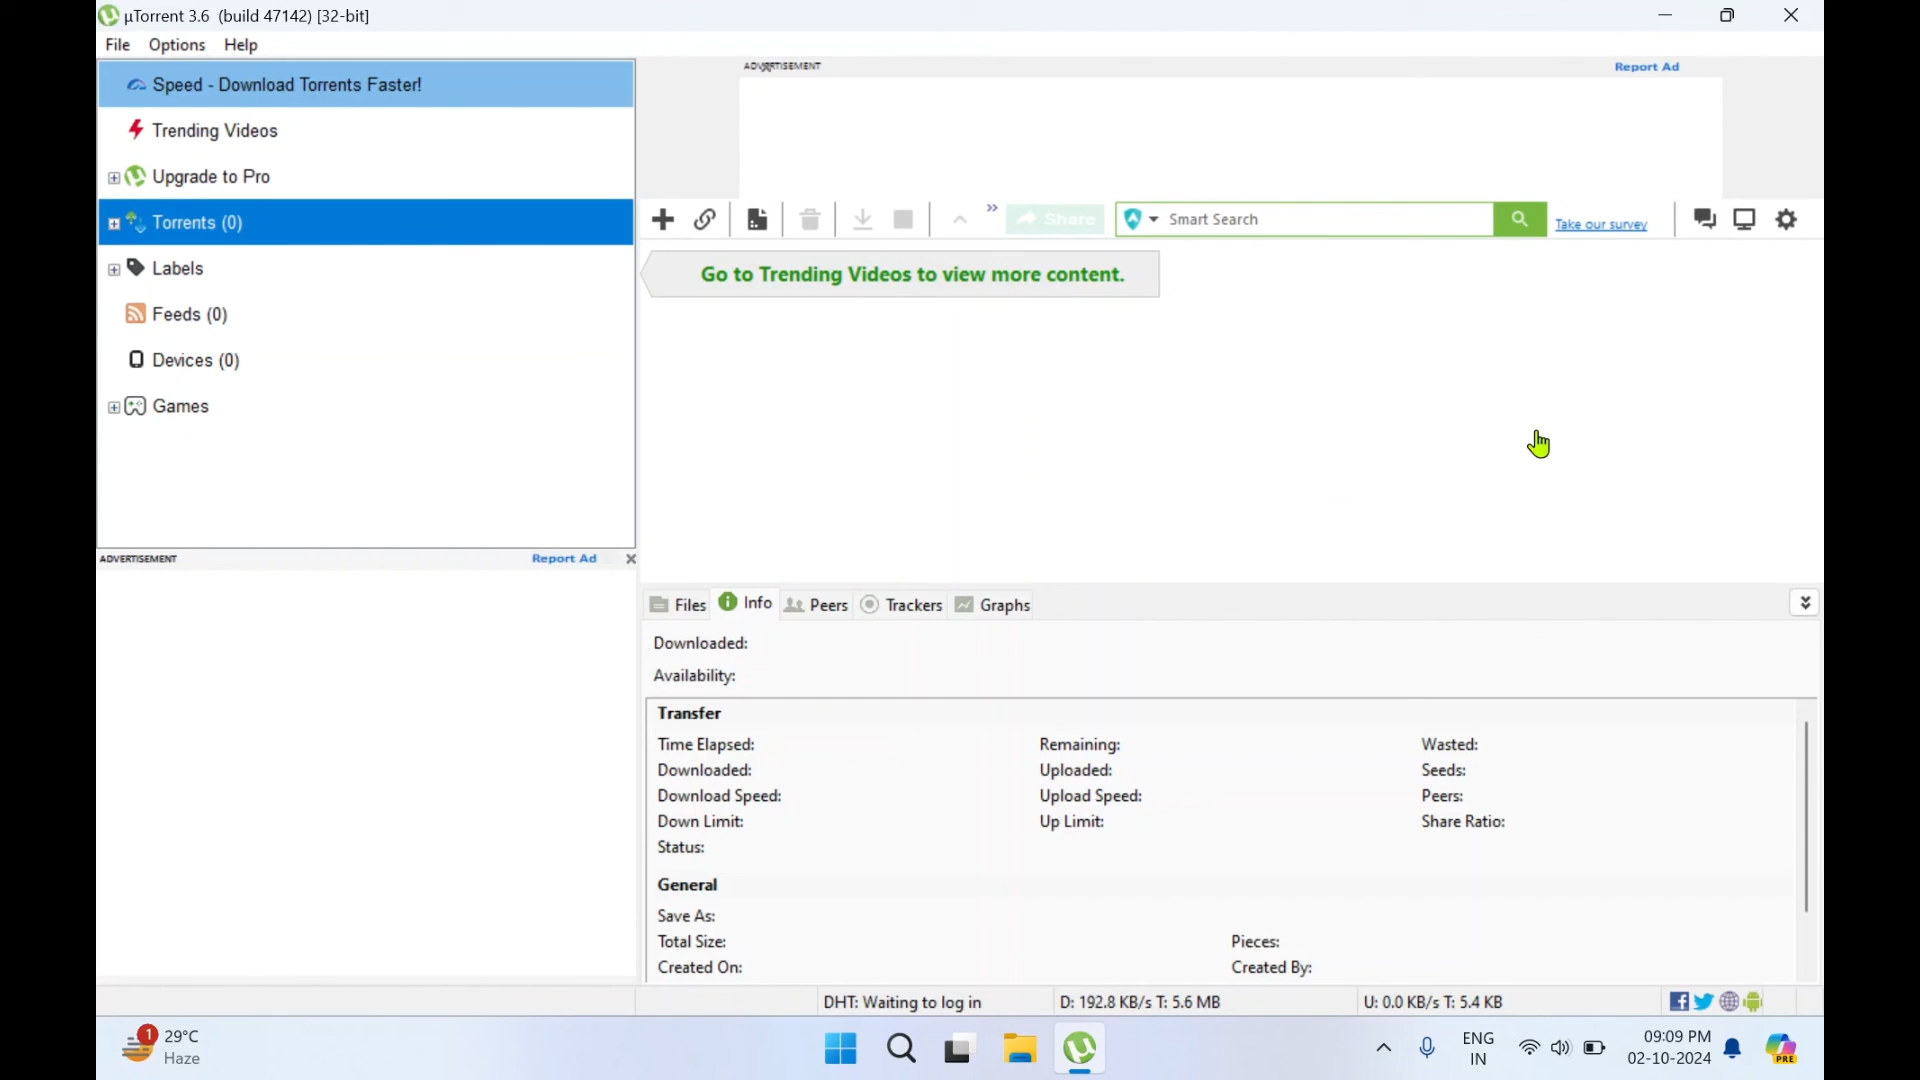 µTorrent 3.6 (build 47142) [32-bit]
File Options Help
Speed - Download Torrents Faster!
Trending Videos
Upgrade to Pro
Torrents (0)
Labels
Feeds (0)
Devices (0)
Games
ADVERTISEMENT Report Ad
ADVERTISEMENT Report Ad
Share Smart Search Take our survey
Go to Trending Videos to view more content.
Files Info Peers Trackers Graphs
Downloaded:
Availability:
Transfer
Time Elapsed: Remaining: Wasted:
Downloaded: Uploaded: Seeds:
Download Speed: Upload Speed: Peers:
Down Limit: Up Limit: Share Ratio:
Status:
General
Save As:
Total Size: Pieces:
Created On: Created By:
DHT: Waiting to log in D: 192.8 KB/s T: 5.6 MB U: 0.0 KB/s T: 5.4 KB
1
29°C
Haze
ENG
IN
09:09 PM
02-10-2024
PRE